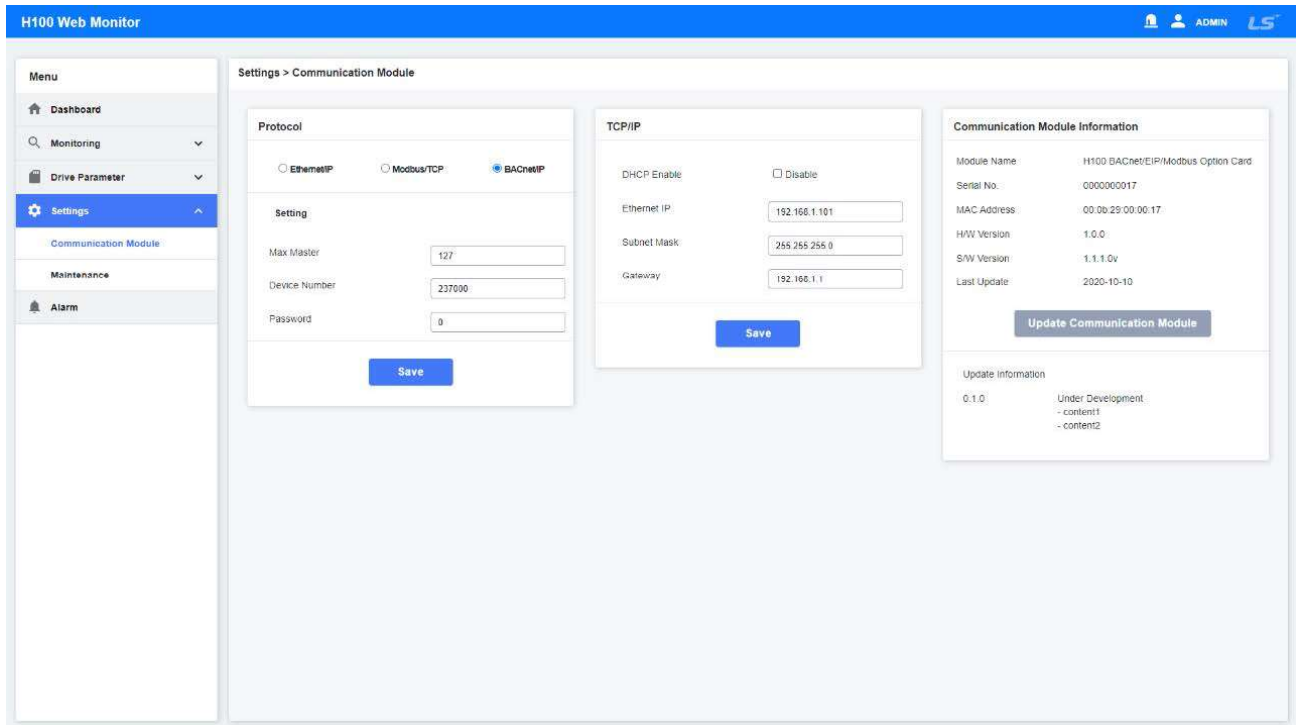 H100 Web Monitor
ADMIN
LS
Menu
Dashboard
Monitoring
Drive Parameter
Settings
Communication Module
Maintenance
Alarm
Settings > Communication Module
Protocol
Ethernet/IP Modbus/TCP BACnet/IP
Setting
Max Master 127
Device Number 237000
Password 0
Save
TCP/IP
DHCP Enable Disable
Ethernet IP 192.168.1.101
Subnet Mask 255.255.255.0
Gateway 192.168.1.1
Save
Communication Module Information
Module Name H100 BACnet/EIP/Modbus Option Card
Serial No. 0000000017
MAC Address 00:0b:29:00:00:17
H/W Version 1.0.0
S/W Version 1.1.1.0v
Last Update 2020-10-10
Update Communication Module
Update Information
0.1.0 Under Development
- content1
- content2